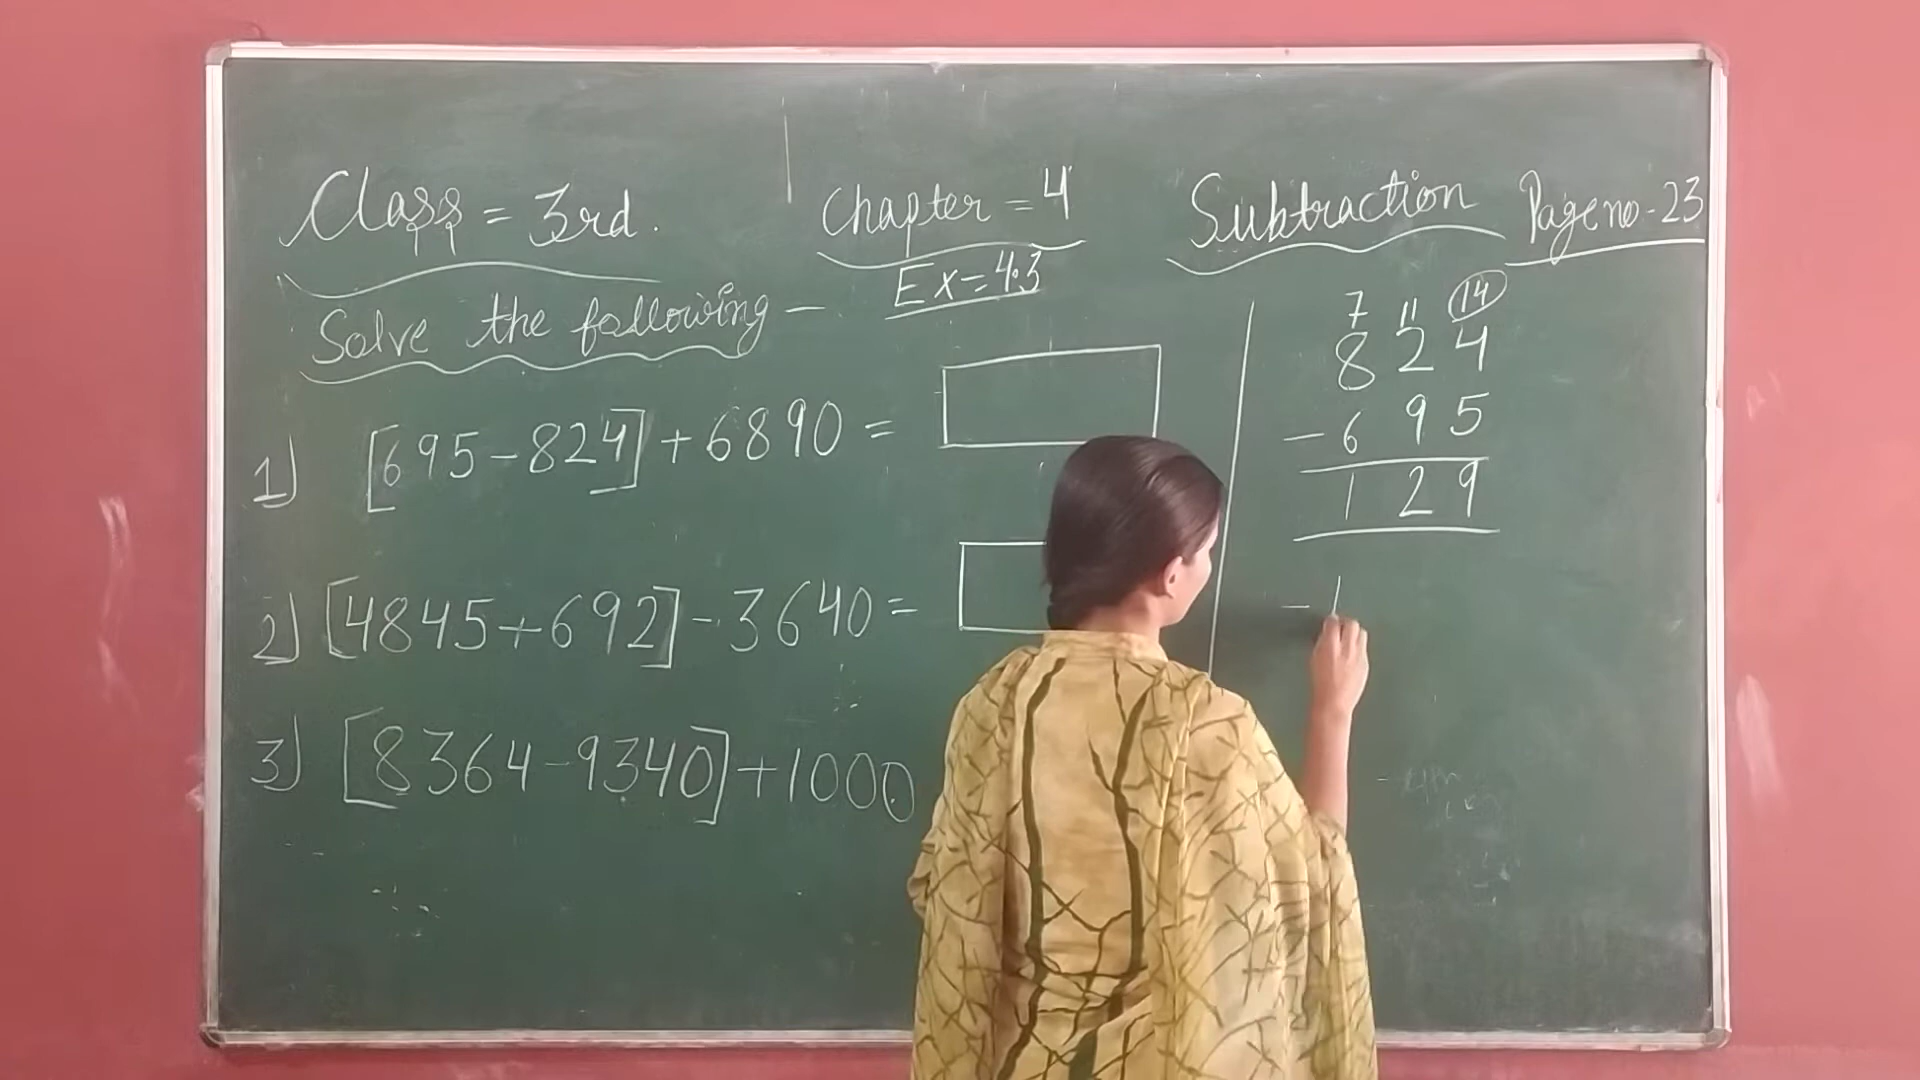 Class = 3rd. Chapter = 4 Subtraction Page no - 23
Ex = 4.3
Solve the following -
1) [695-824] + 6890 =
2) [4845+692] - 3640 =
3) [8364-9340] + 1000
7 11 14
8 2 4
- 6 9 5
1 2 9
- 1